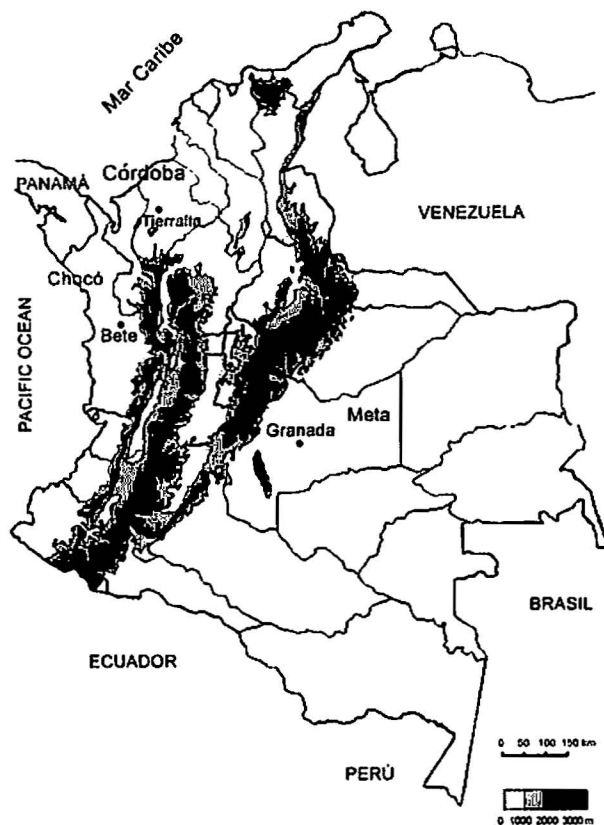 Mar Caribe
PANAMÁ
Córdoba
Tierralta
VENEZUELA
Chocó
Bete
PACIFIC OCEAN
Meta
Granada
BRASIL
ECUADOR
PERÚ
0 50 100 150 km
0 1000 2000 3000 m